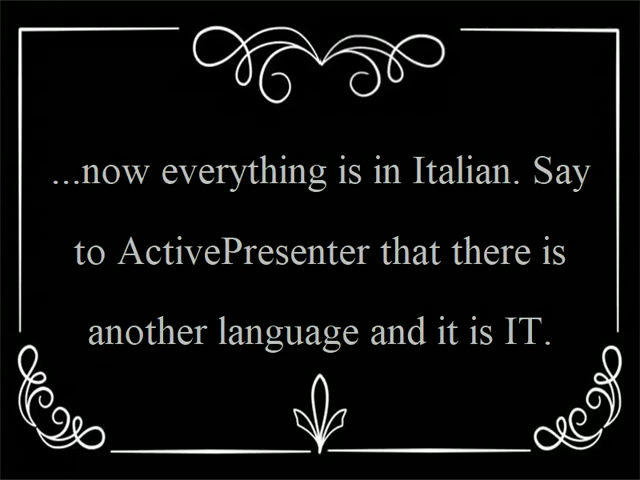 ...now everything is in Italian. Say
to ActivePresenter that there is
another language and it is IT.